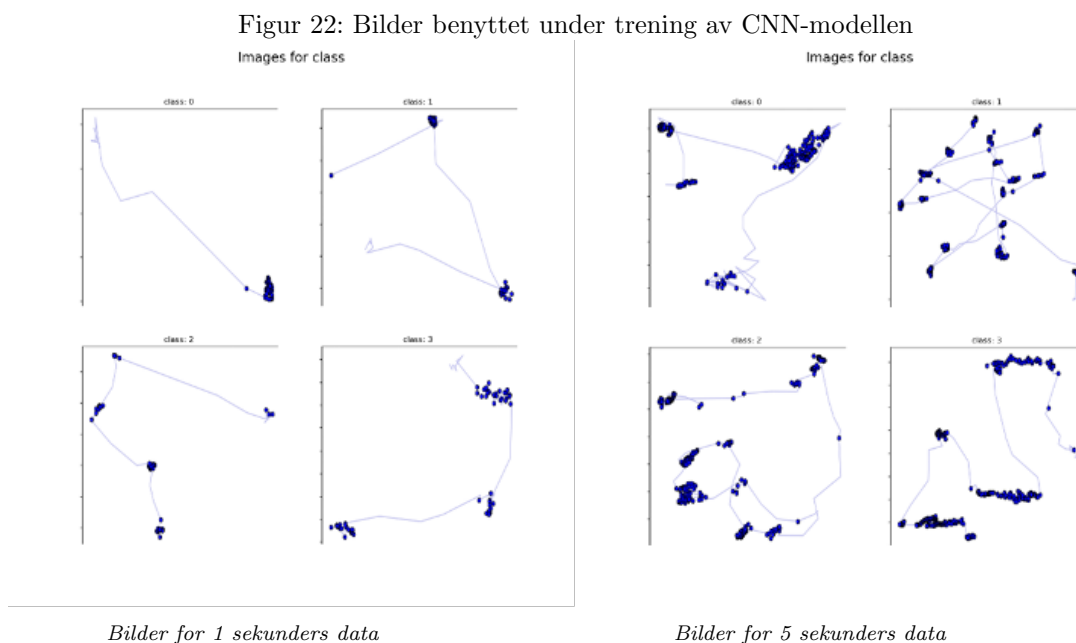 Figur 22: Bilder benyttet under trening av CNN-modellen
Images for class
class: 0
class: 1
class: 2
class: 3
Images for class
class: 0
class: 1
class: 2
class: 3
Bilder for 1 sekunders data
Bilder for 5 sekunders data